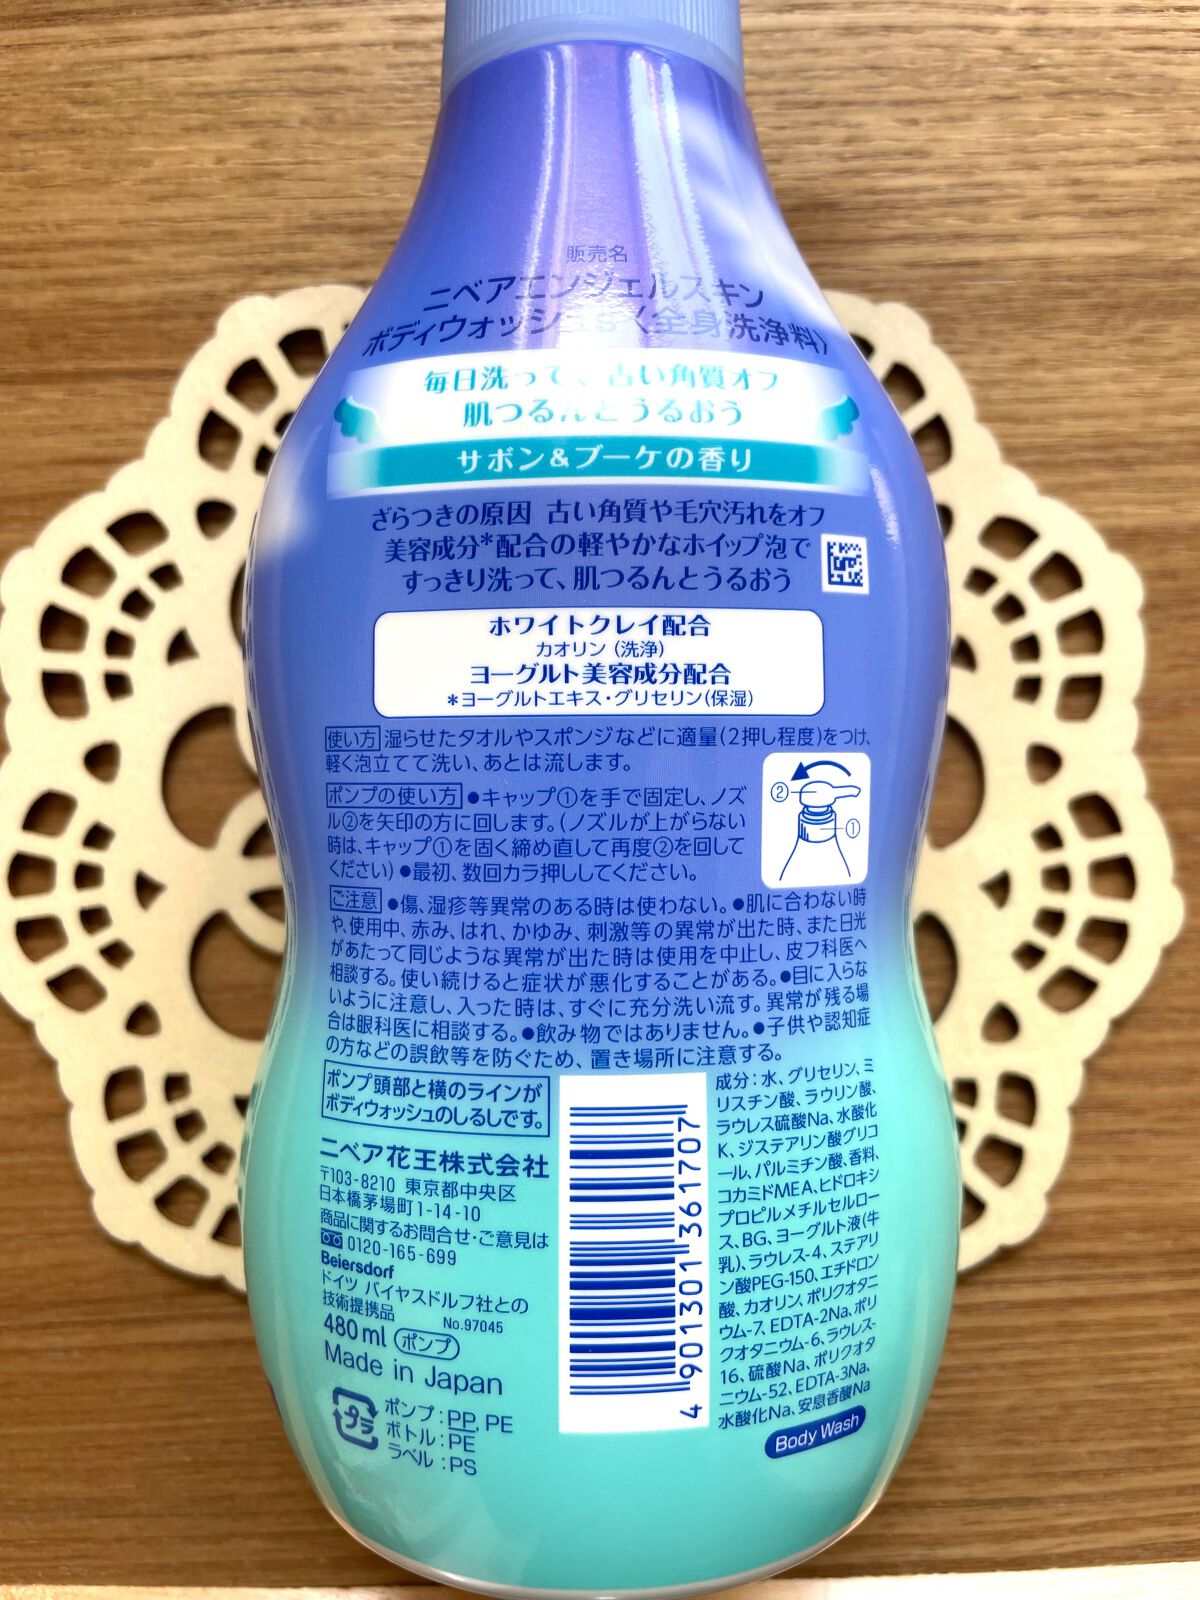 販売名
ニベアエンジェルスキン
ボディウォッシュS〈全身洗浄料〉
毎日洗って、古い角質オフ
肌つるんとうるおう
サボン&ブーケの香り
ざらつきの原因 古い角質や毛穴汚れをオフ
美容成分*配合の軽やかなホイップ泡で
すっきり洗って、肌つるんとうるおう
ホワイトクレイ配合
カオリン(洗浄)
ヨーグルト美容成分配合
*ヨーグルトエキス・グリセリン(保湿)
使い方 湿らせたタオルやスポンジなどに適量(2押し程度)をつけ、
軽く泡立てて洗い、あとは流します。
ポンプの使い方 ●キャップ①を手で固定し、ノズ
ル②を矢印の方に回します。(ノズルが上がらない
時は、キャップ①を固く締め直して再度②を回して
ください) ●最初、数回カラ押ししてください。
② ①
ご注意 ●傷、湿疹等異常のある時は使わない。●肌に合わない時
や、使用中、赤み、はれ、かゆみ、刺激等の異常が出た時、また日光
があたって同じような異常が出た時は使用を中止し、皮フ科医へ
相談する。使い続けると症状が悪化することがある。●目に入らな
いように注意し、入った時は、すぐに充分洗い流す。異常が残る場
合は眼科医に相談する。●飲み物ではありません。●子供や認知症
の方などの誤飲等を防ぐため、置き場所に注意する。
ポンプ頭部と横のラインが
ボディウォッシュのしるしです。
ニベア花王株式会社
〒103-8210 東京都中央区
日本橋茅場町1-14-10
商品に関するお問合せ・ご意見は
0120-165-699
Beiersdorf
ドイツ バイヤスドルフ社との
技術提携品
No.97045
480ml ポンプ
Made in Japan
プラ
ポンプ:PP, PE
ボトル:PE
ラベル:PS
4 901301 361707
成分:水、グリセリン、ミ
リスチン酸、ラウリン酸、
ラウレス硫酸Na、水酸化
K、ジステアリン酸グリコ
ール、パルミチン酸、香料、
コカミドMEA、ヒドロキシ
プロピルメチルセルロー
ス、BG、ヨーグルト液(牛
乳)、ラウレス-4、ステアリ
ン酸PEG-150、エチドロン
酸、カオリン、ポリクオタニ
ウム-7、EDTA-2Na、ポリ
クオタニウム-6、ラウレス-
16、硫酸Na、ポリクオタ
ニウム-52、EDTA-3Na、
水酸化Na、安息香酸Na
Body Wash